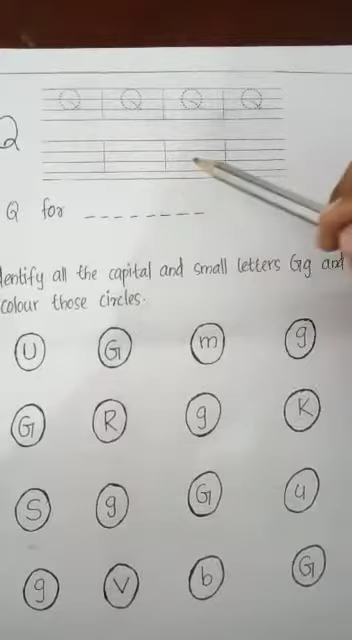 Q Q Q Q
Q
Q for --------
dentify all the capital and small letters Gg and
colour those circles.
U G m g
G R g K
S g G u
g V b G